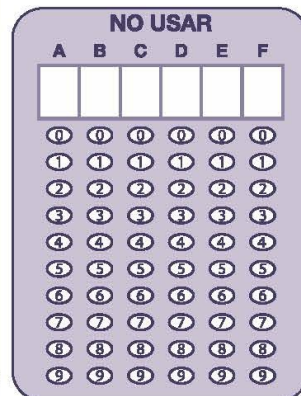 NO USAR
A B C D E F
0 0 0 0 0 0
1 1 1 1 1 1
2 2 2 2 2 2
3 3 3 3 3 3
4 4 4 4 4 4
5 5 5 5 5 5
6 6 6 6 6 6
7 7 7 7 7 7
8 8 8 8 8 8
9 9 9 9 9 9